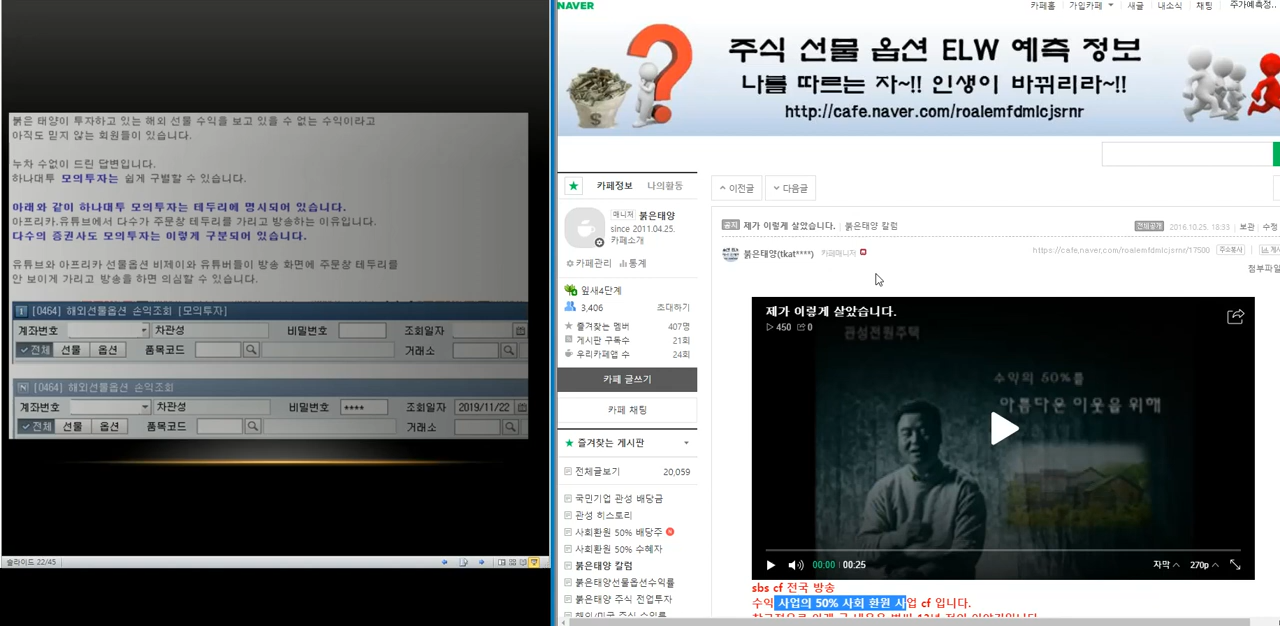 붉은 태양이 투자하고 있는 해외 선물 수익을 보고 있을 수 없는 수익이라고
아직도 믿지 않는 회원들이 있습니다.
누차 수없이 드린 답변입니다.
하나대투 모의투자는 쉽게 구별할 수 있습니다.
아래와 같이 하나대투 모의투자는 테두리에 명시되어 있습니다.
아프리카.유튜브에서 다수가 주문상 테두리를 가리고 방송하는 이유입니다.
다수의 증권사도 모의투자는 이렇게 구분되어 있습니다.
유튜브와 아프리카 선물옵션 비제이와 유튜버들이 방송 화면에 주문창 테두리를
안 보이게 가리고 방송을 하면 의심할 수 있습니다.
[0464] 해외선물옵션 손익조회 [모의투자]
계좌번호 차관성 비밀번호 조회일자
전체 선물 옵션 품목코드 거래소
[0464] 해외선물옵션 손익조회
계좌번호 차관성 비밀번호 **** 조회일자 2019/11/22
전체 선물 옵션 품목코드 거래소
슬라이드 22/45
NAVER
카페홈 가입카페 새글 내소식 채팅 주가예측정..
주식 선물 옵션 ELW 예측 정보
나를 따르는 자~!! 인생이 바뀌리라~!!
http://cafe.naver.com/roalemfdmlcjsrnr
$
카페정보 나의활동
매니저 붉은태양
since 2011.04.25.
카페소개
카페관리 통계
잎새4단계
3,406 초대하기
즐겨찾는 멤버 407명
게시판 구독수 21회
우리카페앱 수 24회
카페 글쓰기
카페 채팅
즐겨찾는 게시판
전체글보기 20,059
국민기업 관성 배당금
관성 히스토리
사회환원 50% 배당주
사회환원 50% 수혜자
붉은태양 칼럼
붉은태양선물옵션수익률
붉은태양 주식 전업투자
해외/미국 주식 수익률
이전글 다음글
공지 제가 이렇게 살았습니다. 붉은태양 칼럼
전체공개 2016.10.25. 18:33 보관 수정
붉은태양(tkat****) 카페매니저
https://cafe.naver.com/roalemfdmlcjsrnr/17500 주소복사
첨부파일
제가 이렇게 살았습니다.
450 0
관성전원주택
수익의 50%를
아름다운 이웃을 위해
00:00 00:25 자막 270p
sbs cf 전국 방송
수익 사업의 50% 사회 환원 사업 cf 입니다.